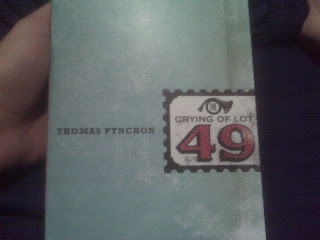 THE
CRYING OF LOT
THOMAS PYNCHON
49